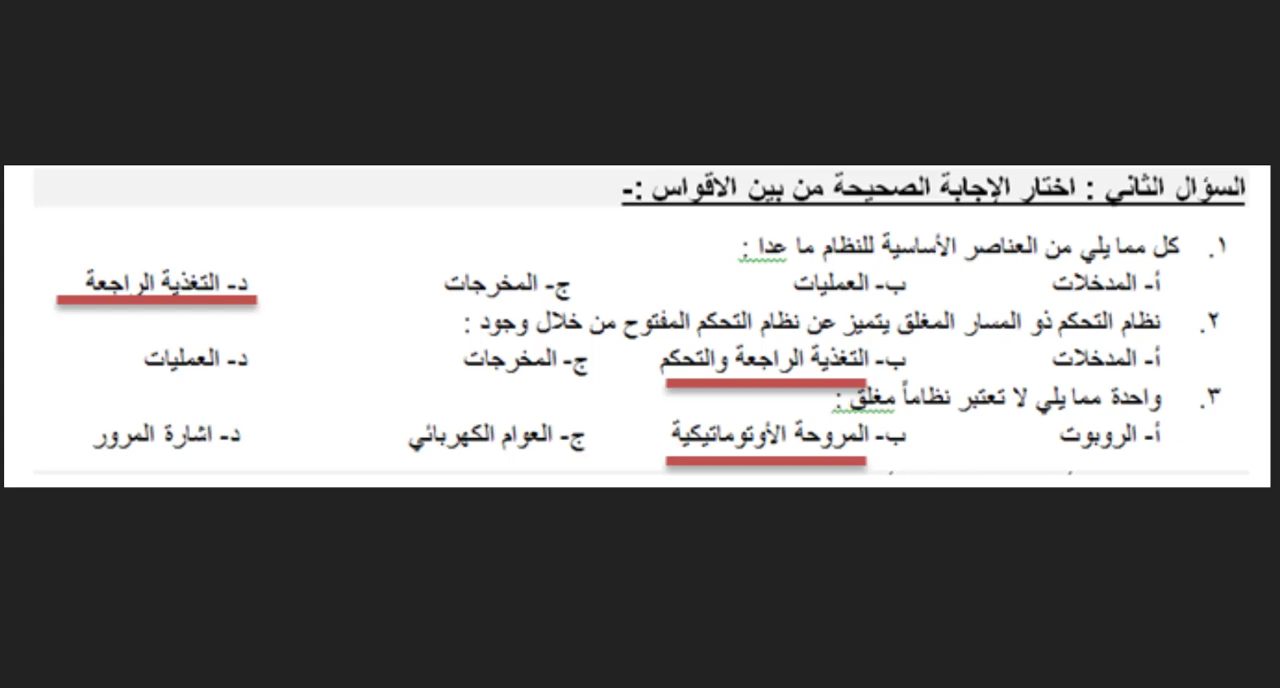 السؤال الثاني : اختار الإجابة الصحيحة من بين الاقواس :-
١. كل مما يلي من العناصر الأساسية للنظام ما عدا :
أ- المدخلات ب- العمليات ج- المخرجات د- التغذية الراجعة
٢. نظام التحكم ذو المسار المغلق يتميز عن نظام التحكم المفتوح من خلال وجود :
أ- المدخلات ب- التغذية الراجعة والتحكم ج- المخرجات د- العمليات
٣. واحدة مما يلي لا تعتبر نظاماً مغلق :
أ- الروبوت ب- المروحة الأوتوماتيكية ج- العوام الكهربائي د- اشارة المرور